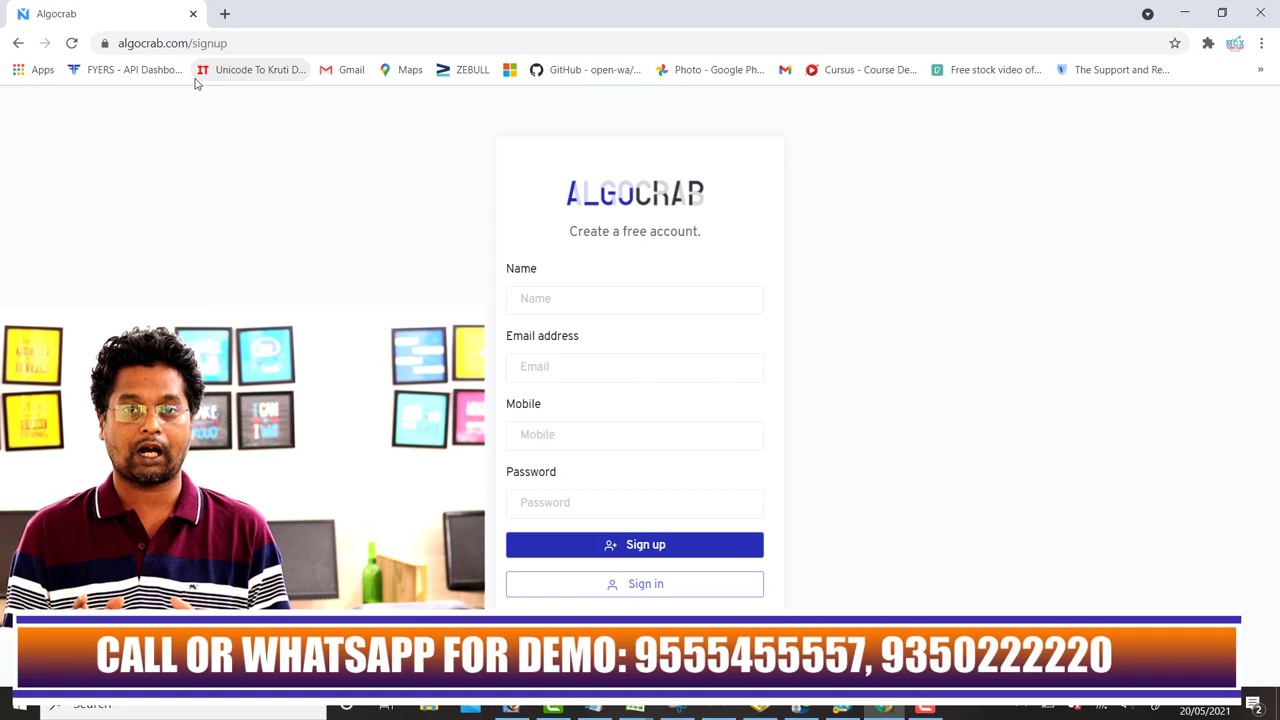 Algocrab
algocrab.com/signup
Apps FYERS - API Dashbo... Unicode To Kruti D... Gmail Maps ZEBULL GitHub - open-wa/... Photo - Google Ph... Cursus - Course De... Free stock video of... The Support and Re... »
ALGOCRAB
Create a free account.
Name
Name
Email address
Email
Mobile
Mobile
Password
Password
Sign up
Sign in
CALL OR WHATSAPP FOR DEMO: 9555455557, 9350222220
Search
20/05/2021
2